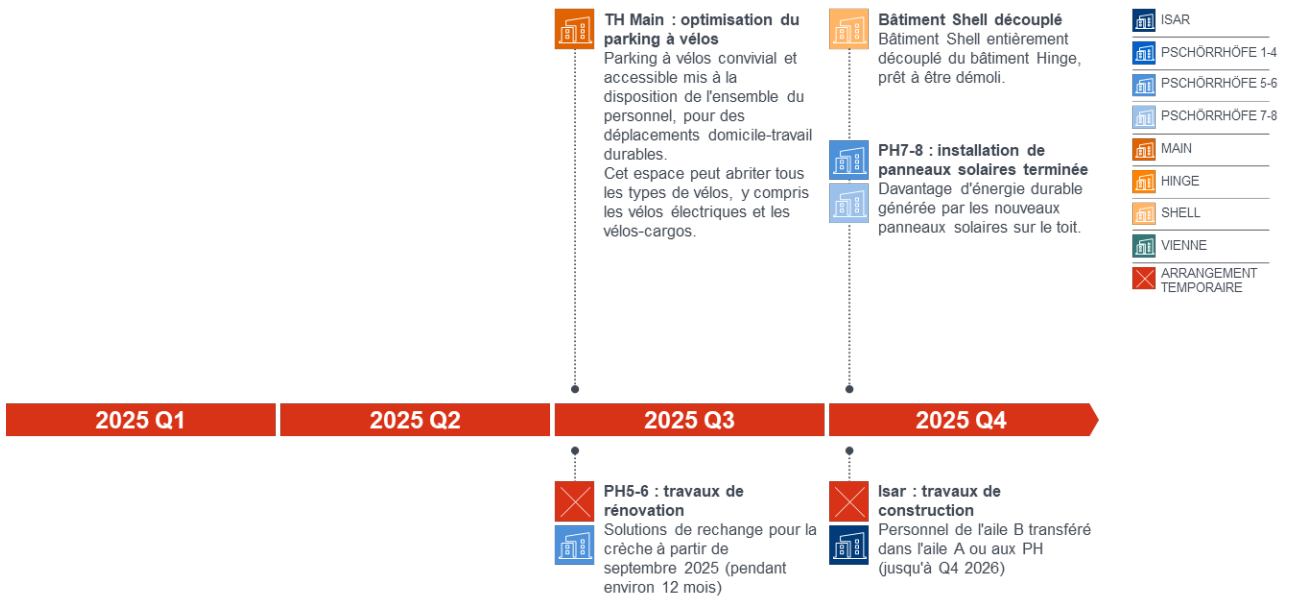 TH Main : optimisation du
parking à vélos
Parking à vélos convivial et
accessible mis à la
disposition de l'ensemble du
personnel, pour des
déplacements domicile-travail
durables.
Cet espace peut abriter tous
les types de vélos, y compris
les vélos électriques et les
vélos-cargos.
Bâtiment Shell découplé
Bâtiment Shell entièrement
découplé du bâtiment Hinge,
prêt à être démoli.
PH7-8 : installation de
panneaux solaires terminée
Davantage d'énergie durable
générée par les nouveaux
panneaux solaires sur le toit.
ISAR
PSCHÖRRHÖFE 1-4
PSCHÖRRHÖFE 5-6
PSCHÖRRHÖFE 7-8
MAIN
HINGE
SHELL
VIENNE
ARRANGEMENT
TEMPORAIRE
2025 Q1
2025 Q2
2025 Q3
2025 Q4
PH5-6 : travaux de
rénovation
Solutions de rechange pour la
crèche à partir de
septembre 2025 (pendant
environ 12 mois)
Isar : travaux de
construction
Personnel de l'aile B transféré
dans l'aile A ou aux PH
(jusqu'à Q4 2026)